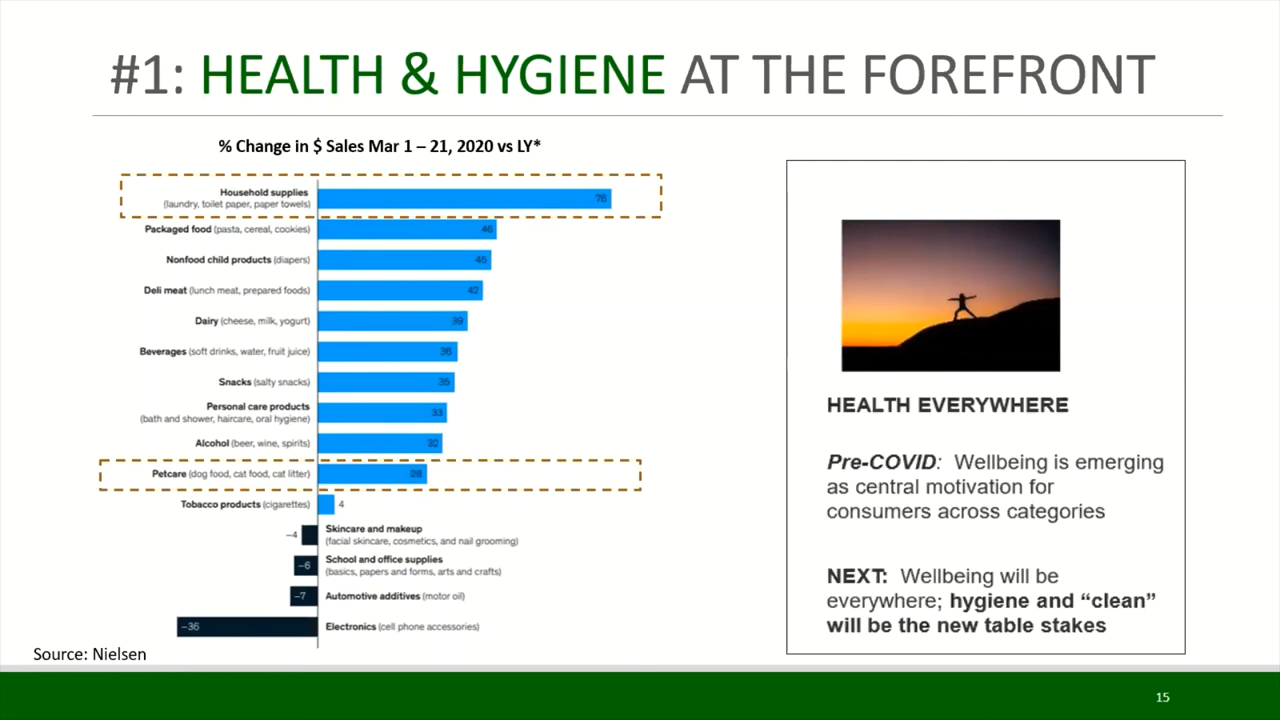 #1: HEALTH & HYGIENE AT THE FOREFRONT
% Change in $ Sales Mar 1 – 21, 2020 vs LY*
Household supplies
(laundry, toilet paper, paper towels)
76
Packaged food (pasta, cereal, cookies)
46
Nonfood child products (diapers)
45
Deli meat (lunch meat, prepared foods)
42
Dairy (cheese, milk, yogurt)
39
Beverages (soft drinks, water, fruit juice)
36
Snacks (salty snacks)
35
Personal care products
(bath and shower, haircare, oral hygiene)
33
Alcohol (beer, wine, spirits)
32
Petcare (dog food, cat food, cat litter)
28
Tobacco products (cigarettes)
4
–4
Skincare and makeup
(facial skincare, cosmetics, and nail grooming)
–6
School and office supplies
(basics, papers and forms, arts and crafts)
–7
Automotive additives (motor oil)
–36
Electronics (cell phone accessories)
Source: Nielsen
HEALTH EVERYWHERE
Pre-COVID: Wellbeing is emerging
as central motivation for
consumers across categories
NEXT: Wellbeing will be
everywhere; hygiene and “clean”
will be the new table stakes
15